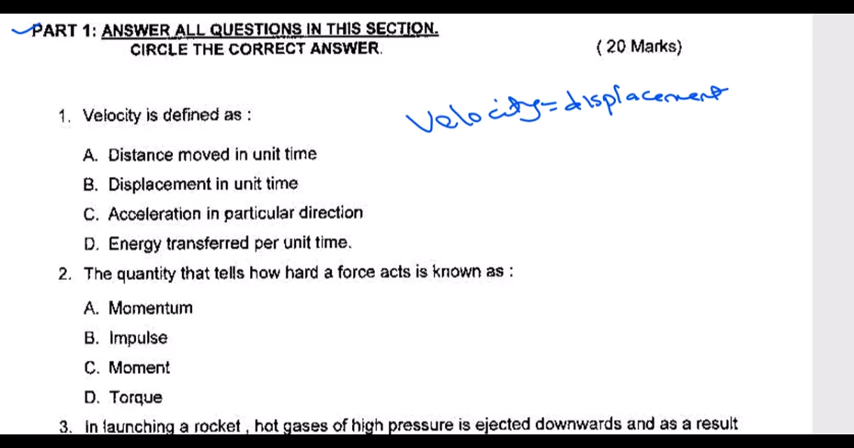 PART 1: ANSWER ALL QUESTIONS IN THIS SECTION.
CIRCLE THE CORRECT ANSWER.
( 20 Marks)
Velocity = displacement
1. Velocity is defined as :
A. Distance moved in unit time
B. Displacement in unit time
C. Acceleration in particular direction
D. Energy transferred per unit time.
2. The quantity that tells how hard a force acts is known as :
A. Momentum
B. Impulse
C. Moment
D. Torque
3. In launching a rocket , hot gases of high pressure is ejected downwards and as a result